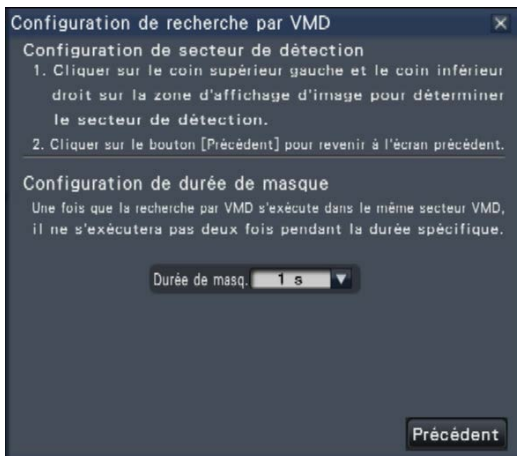 Configuration de recherche par VMD
Configuration de secteur de détection
1. Cliquer sur le coin supérieur gauche et le coin inférieur
droit sur la zone d'affichage d'image pour déterminer
le secteur de détection.
2. Cliquer sur le bouton [Précédent] pour revenir à l'écran précédent.
Configuration de durée de masque
Une fois que la recherche par VMD s'exécute dans le même secteur VMD,
il ne s'exécutera pas deux fois pendant la durée spécifique.
Durée de masq. 1 s
Précédent